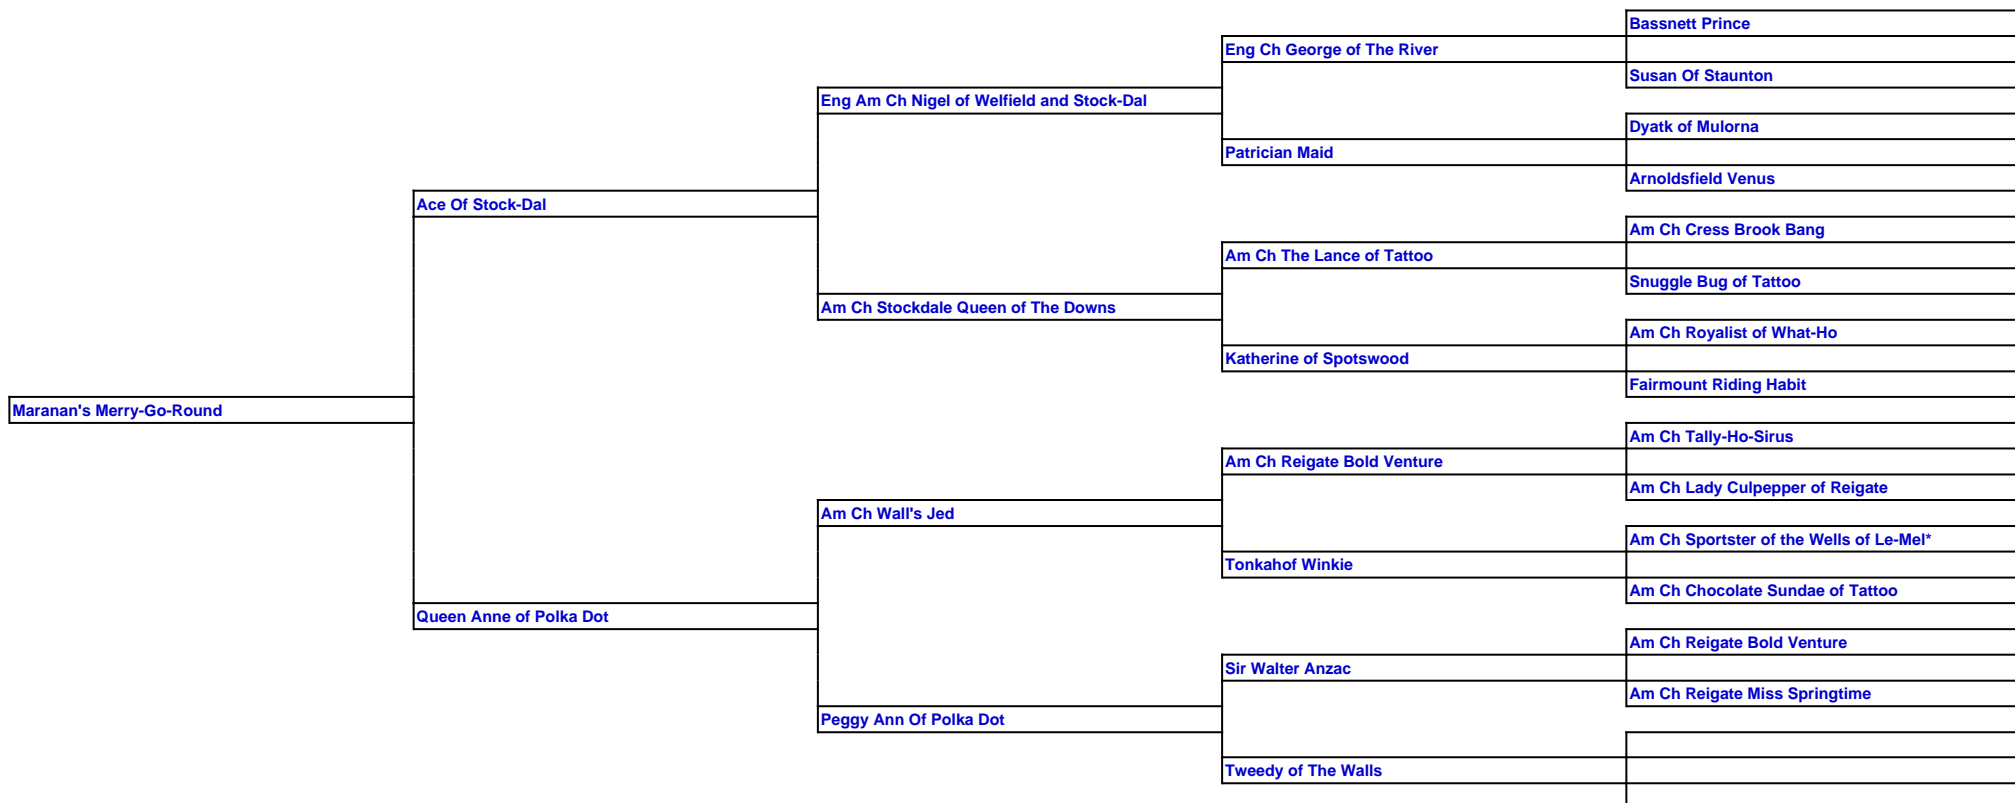 Bassnett Prince
Eng Ch George of The River
Susan Of Staunton
Eng Am Ch Nigel of Welfield and Stock-Dal
Dyatk of Mulorna
Patrician Maid
Arnoldsfield Venus
Ace Of Stock-Dal
Am Ch Cress Brook Bang
Am Ch The Lance of Tattoo
Snuggle Bug of Tattoo
Am Ch Stockdale Queen of The Downs
Am Ch Royalist of What-Ho
Katherine of Spotswood
Fairmount Riding Habit
Maranan's Merry-Go-Round
Am Ch Tally-Ho-Sirus
Am Ch Reigate Bold Venture
Am Ch Lady Culpepper of Reigate
Am Ch Wall's Jed
Am Ch Sportster of the Wells of Le-Mel*
Tonkahof Winkie
Am Ch Chocolate Sundae of Tattoo
Queen Anne of Polka Dot
Am Ch Reigate Bold Venture
Sir Walter Anzac
Am Ch Reigate Miss Springtime
Peggy Ann Of Polka Dot
Tweedy of The Walls